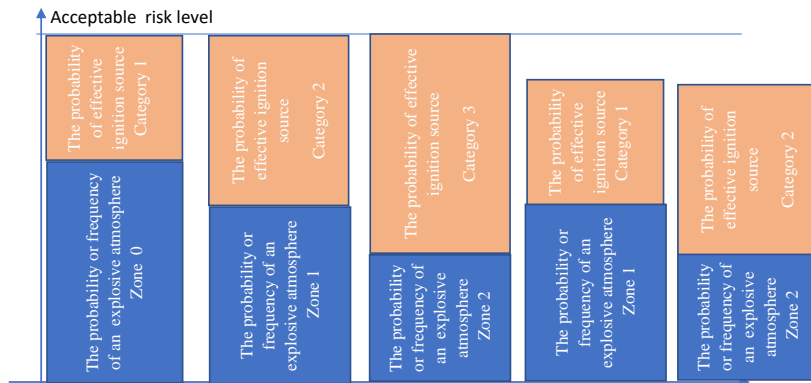 Acceptable risk level
The probability
of effective
ignition source
Category 1
The probability or frequency
of an explosive atmosphere
Zone 0
The probability of
effective ignition
source
Category 2
The probability or
frequency of an
explosive atmosphere
Zone 1
The probability of effective
ignition source
Category 3
The probability
or frequency of
an explosive
atmosphere
Zone 2
The probability
of effective
ignition source
Category 1
The probability or
frequency of an
explosive atmosphere
Zone 1
The probability of
effective ignition
source
Category 2
The probability
or frequency of
an explosive
atmosphere
Zone 2